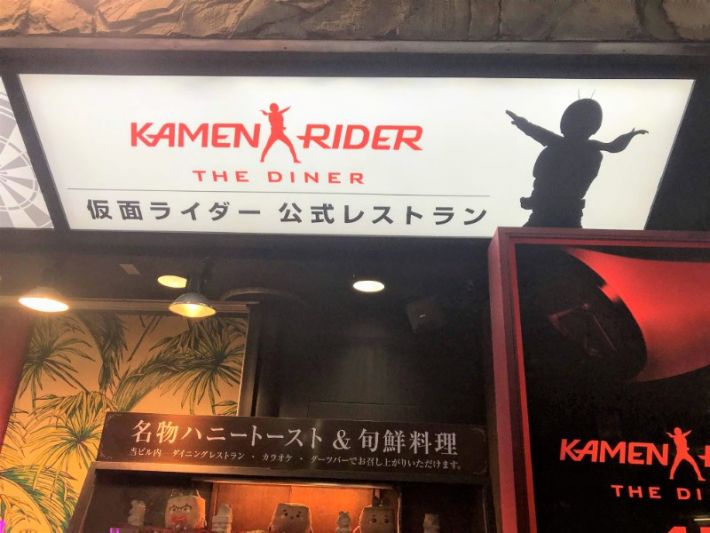 KAMEN RIDER
THE DINER
仮面ライダー 公式レストラン
名物ハニートースト & 旬鮮料理
当ビル内 ダイニングレストラン・カラオケ・ダーツバーでお召し上がりいただけます。
KAMEN
THE DI